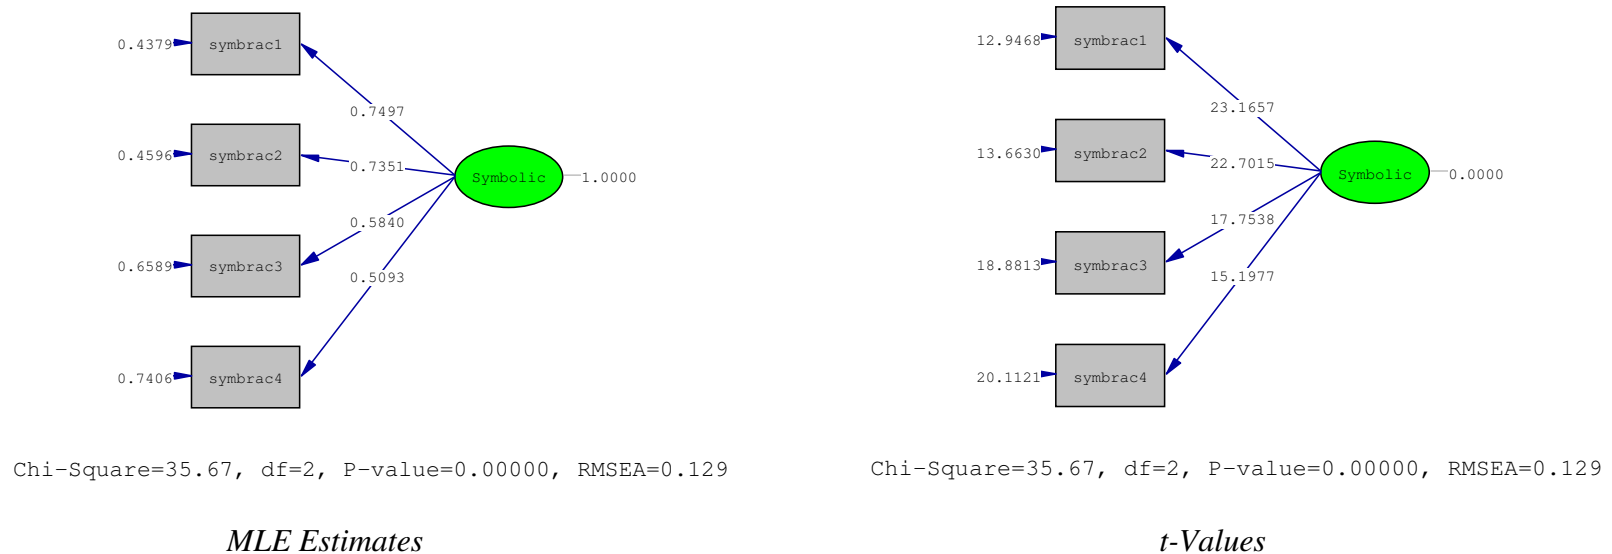 0.4379
symbrac1
0.7497
0.4596
symbrac2
0.7351
Symbolic
1.0000
0.5840
0.6589
symbrac3
0.5093
0.7406
symbrac4
Chi-Square=35.67, df=2, P-value=0.00000, RMSEA=0.129
MLE Estimates
12.9468
symbrac1
23.1657
13.6630
symbrac2
22.7015
Symbolic
0.0000
17.7538
18.8813
symbrac3
15.1977
20.1121
symbrac4
Chi-Square=35.67, df=2, P-value=0.00000, RMSEA=0.129
t-Values